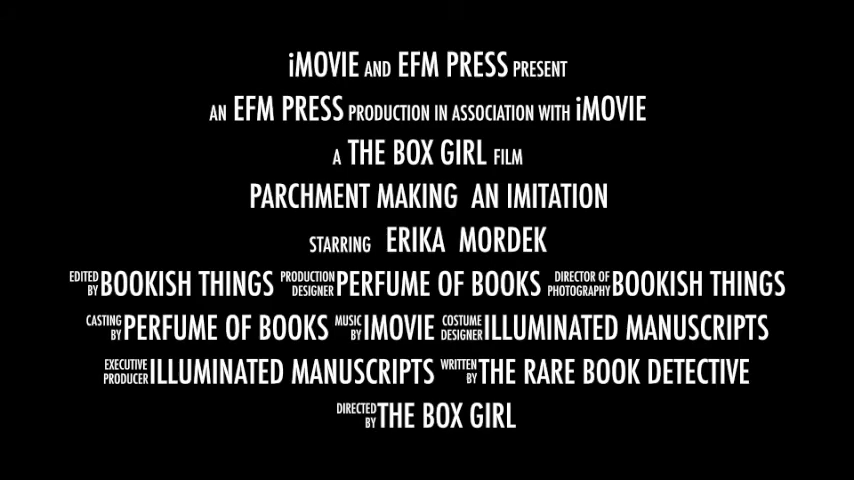 iMOVIE AND EFM PRESS PRESENT
AN EFM PRESS PRODUCTION IN ASSOCIATION WITH iMOVIE
A THE BOX GIRL FILM
PARCHMENT MAKING AN IMITATION
STARRING ERIKA MORDEK
EDITED BY BOOKISH THINGS PRODUCTION DESIGNER PERFUME OF BOOKS DIRECTOR OF PHOTOGRAPHY BOOKISH THINGS
CASTING BY PERFUME OF BOOKS MUSIC BY IMOVIE COSTUME DESIGNER ILLUMINATED MANUSCRIPTS
EXECUTIVE PRODUCER ILLUMINATED MANUSCRIPTS WRITTEN BY THE RARE BOOK DETECTIVE
DIRECTED BY THE BOX GIRL